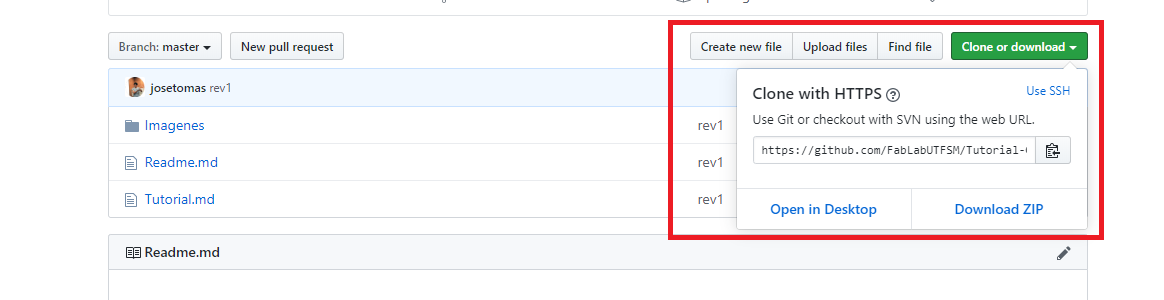 Branch: master
New pull request
Create new file
Upload files
Find file
Clone or download
josetomas rev1
Imagenes rev1
Readme.md rev1
Tutorial.md rev1
Clone with HTTPS
Use SSH
Use Git or checkout with SVN using the web URL.
https://github.com/FabLabUTFSM/Tutorial-
Open in Desktop
Download ZIP
Readme.md